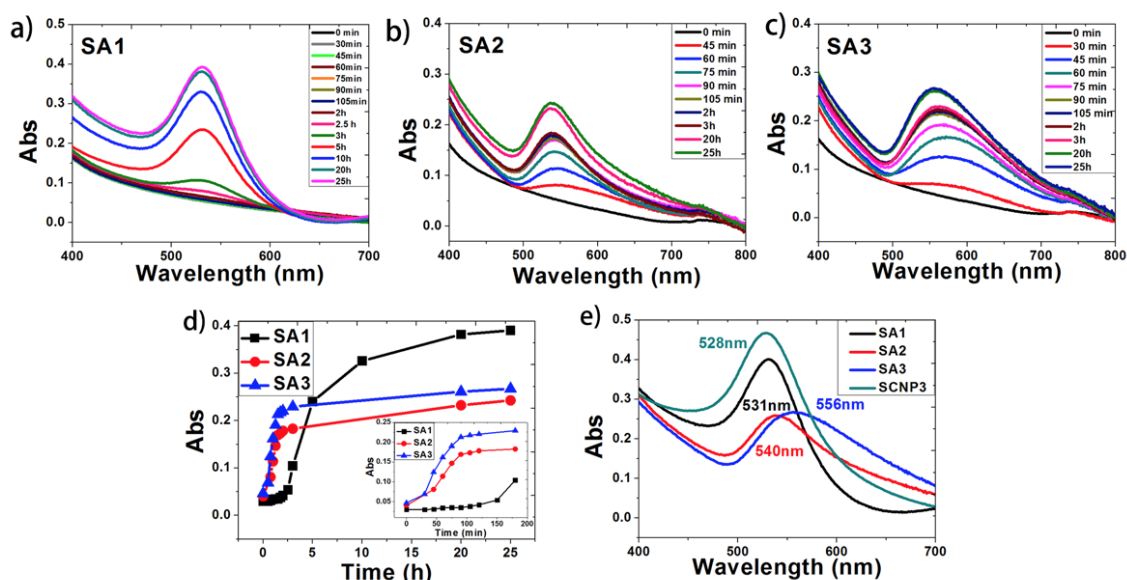 a)
SA1
Abs
0.4
0.3
0.2
0.1
0.0
400
500
600
700
Wavelength (nm)
0 min
30min
45min
60min
75min
90min
105min
2h
2.5 h
3h
5h
10h
20h
25h
b)
SA2
Abs
0.4
0.3
0.2
0.1
0.0
400
500
600
700
800
Wavelength (nm)
0 min
45 min
60 min
75 min
90 min
105 min
2h
3h
20h
25h
c)
SA3
Abs
0.4
0.3
0.2
0.1
0.0
400
500
600
700
800
Wavelength (nm)
0 min
30 min
45 min
60 min
75 min
90 min
105 min
2h
3h
20h
25h
d)
SA1
SA2
SA3
Abs
0.4
0.3
0.2
0.1
0.0
0
5
10
15
20
25
Time (h)
SA1
SA2
SA3
Abs
0.25
0.20
0.15
0.10
0.05
0
50
100
150
200
Time (min)
e)
Abs
0.5
0.4
0.3
0.2
0.1
0.0
400
500
600
700
Wavelength (nm)
SA1
SA2
SA3
SCNP3
528nm
531nm
556nm
540nm